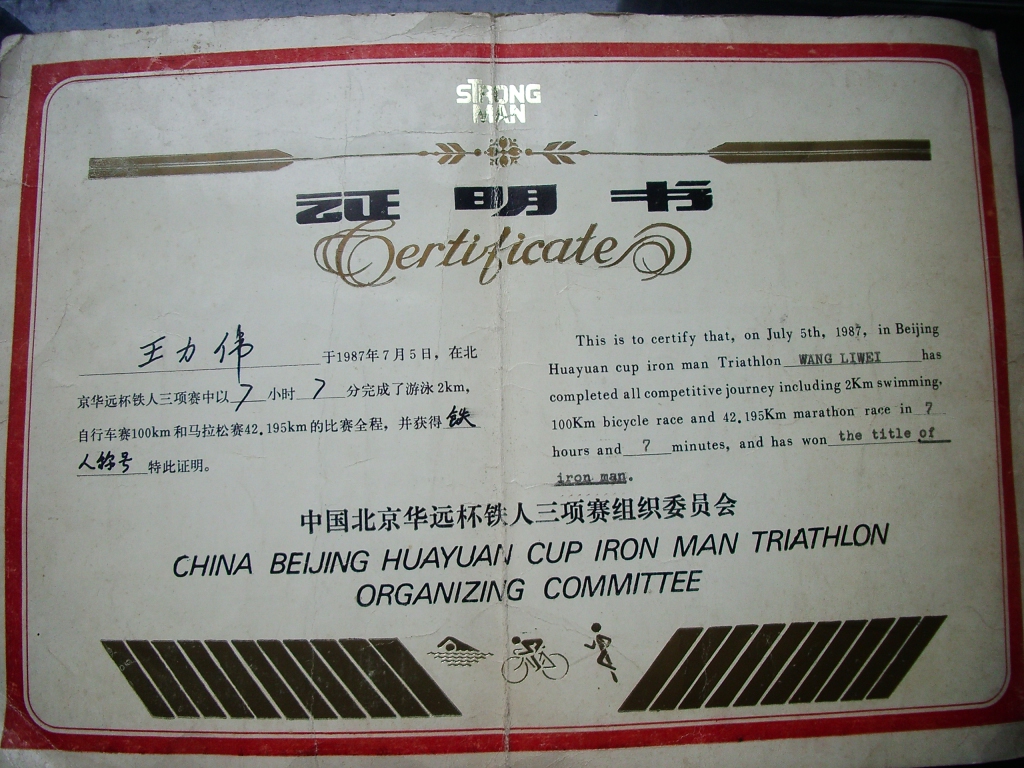 STRONG
MAN
证明书
Certificate
王力伟 于1987年7月5日，在北
京华远杯铁人三项赛中以 7 小时 7 分完成了游泳2km，
自行车赛100km和马拉松赛42.195km的比赛全程，并获得 铁
人称号 特此证明。
This is to certify that, on July 5th, 1987, in Beijing
Huayuan cup iron man Triathlon WANG LIWEI has
completed all competitive journey including 2Km swimming,
100Km bicycle race and 42.195Km marathon race in 7
hours and 7 minutes, and has won the title of
iron man.
中国北京华远杯铁人三项赛组织委员会
CHINA BEIJING HUAYUAN CUP IRON MAN TRIATHLON
ORGANIZING COMMITTEE